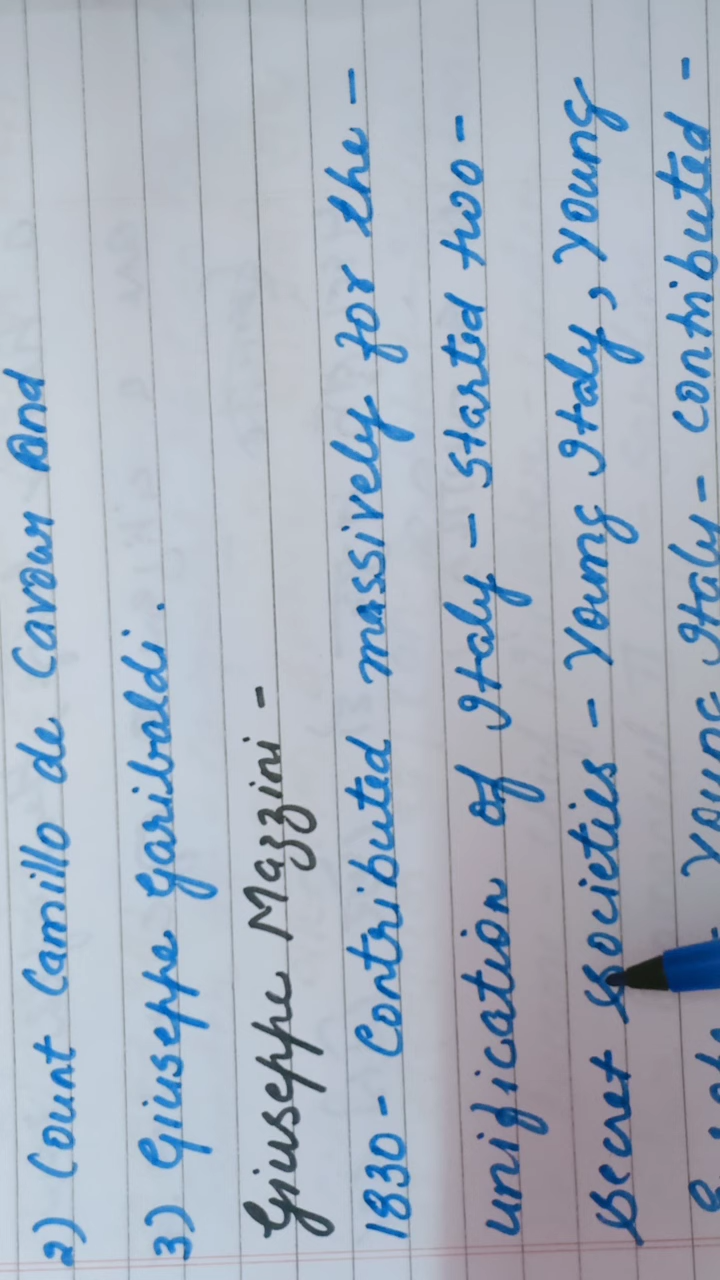 2) Count Camillo de Cavour And
3) Giuseppe Garibaldi.
Giuseppe Mazzini -
1830 - Contributed massively for the -
unification of Italy - started two -
secret societies - Young Italy, Young
Young Italy - contributed -